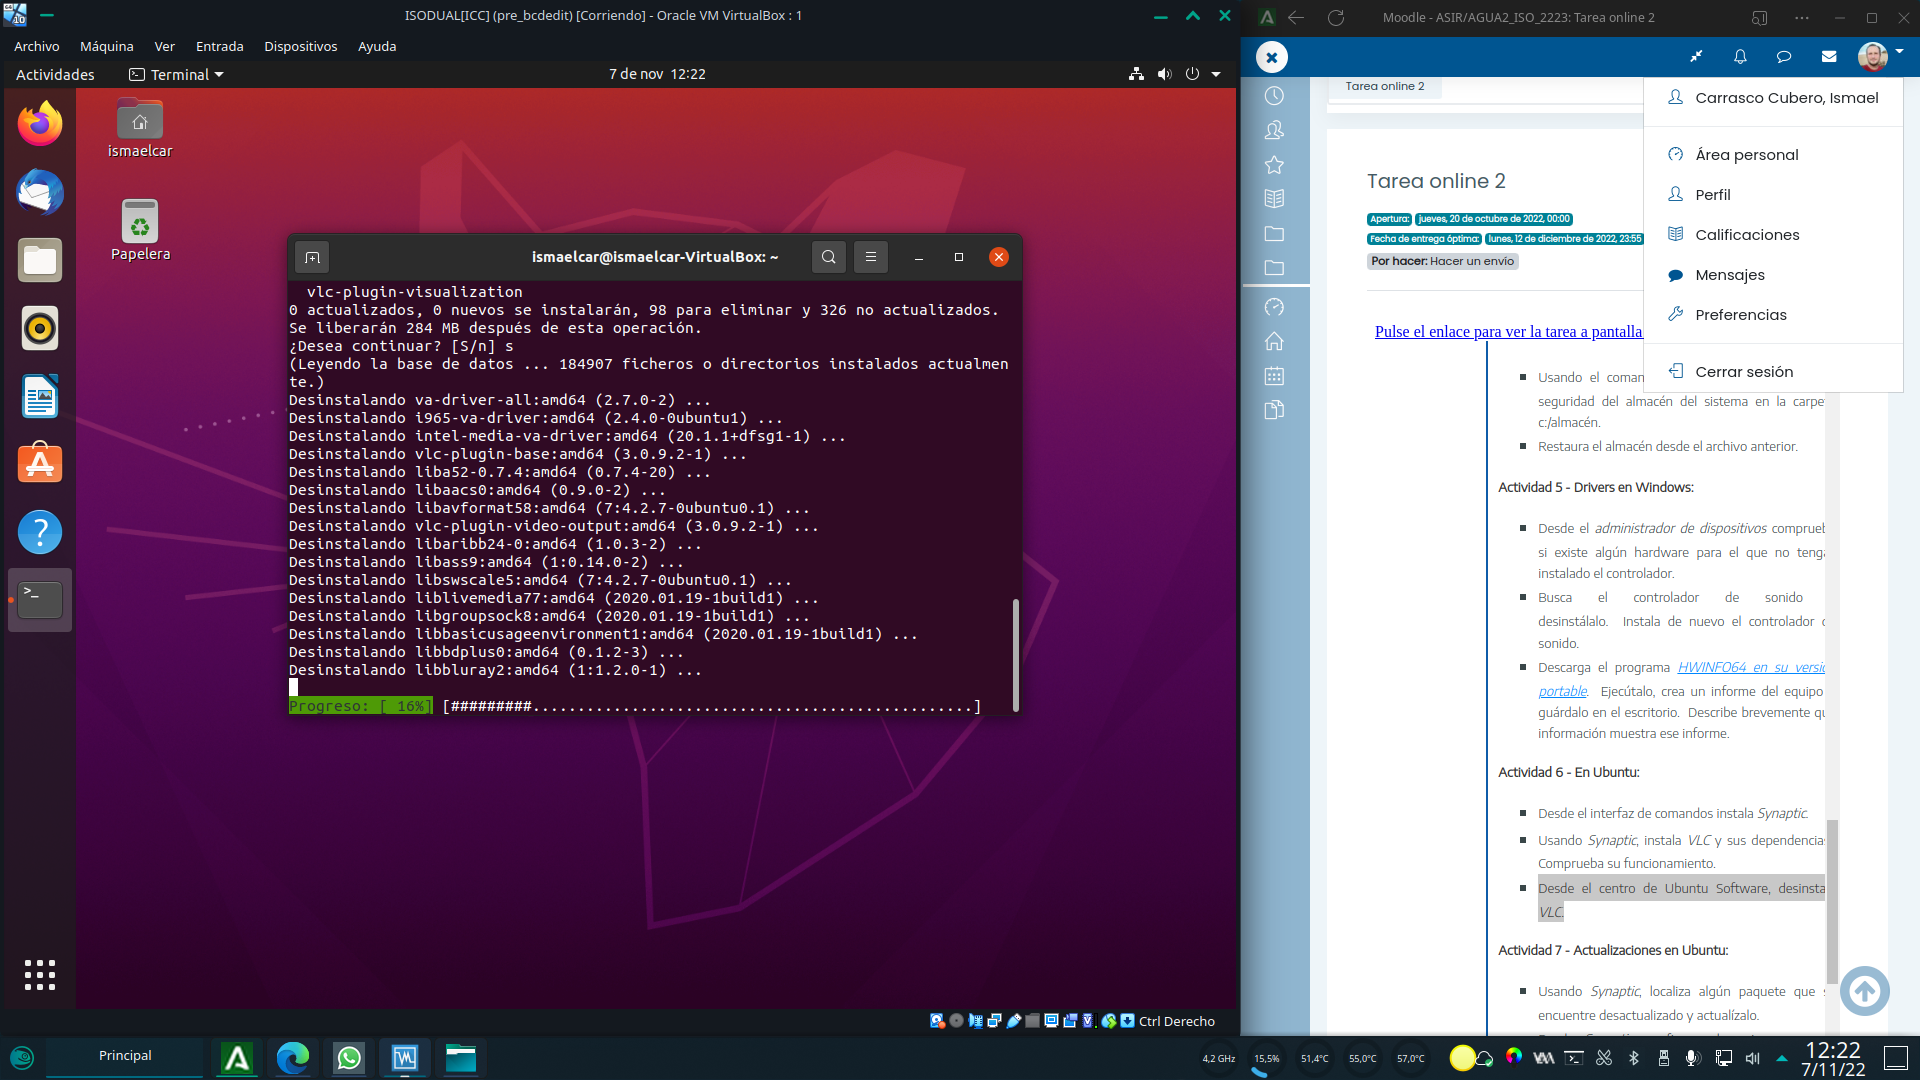 ISODUAL[ICC] (pre_bcdedit) [Corriendo] - Oracle VM VirtualBox : 1
Archivo Máquina Ver Entrada Dispositivos Ayuda
Actividades Terminal 7 de nov 12:22
ismaelcar
Papelera
ismaelcar@ismaelcar-VirtualBox: ~
vlc-plugin-visualization
0 actualizados, 0 nuevos se instalarán, 98 para eliminar y 326 no actualizados.
Se liberarán 284 MB después de esta operación.
¿Desea continuar? [S/n] s
(Leyendo la base de datos ... 184907 ficheros o directorios instalados actualmen
te.)
Desinstalando va-driver-all:amd64 (2.7.0-2) ...
Desinstalando i965-va-driver:amd64 (2.4.0-0ubuntu1) ...
Desinstalando intel-media-va-driver:amd64 (20.1.1+dfsg1-1) ...
Desinstalando vlc-plugin-base:amd64 (3.0.9.2-1) ...
Desinstalando liba52-0.7.4:amd64 (0.7.4-20) ...
Desinstalando libaacs0:amd64 (0.9.0-2) ...
Desinstalando libavformat58:amd64 (7:4.2.7-0ubuntu0.1) ...
Desinstalando vlc-plugin-video-output:amd64 (3.0.9.2-1) ...
Desinstalando libaribb24-0:amd64 (1.0.3-2) ...
Desinstalando libass9:amd64 (1:0.14.0-2) ...
Desinstalando libswscale5:amd64 (7:4.2.7-0ubuntu0.1) ...
Desinstalando liblivemedia77:amd64 (2020.01.19-1build1) ...
Desinstalando libgroupsock8:amd64 (2020.01.19-1build1) ...
Desinstalando libbasicusageenvironment1:amd64 (2020.01.19-1build1) ...
Desinstalando libbdplus0:amd64 (0.1.2-3) ...
Desinstalando libbluray2:amd64 (1:1.2.0-1) ...
Progreso: [ 16%] [#########.................................................]
Ctrl Derecho
Moodle - ASIR/AGUA2_ISO_2223: Tarea online 2
Tarea online 2
Carrasco Cubero, Ismael
Área personal
Perfil
Calificaciones
Mensajes
Preferencias
Cerrar sesión
Tarea online 2
Apertura: jueves, 20 de octubre de 2022, 00:00
Fecha de entrega óptima: lunes, 12 de diciembre de 2022, 23:55
Por hacer: Hacer un envío
Pulse el enlace para ver la tarea a pantalla
Usando el coman
seguridad del almacén del sistema en la carpe
c:/almacén.
Restaura el almacén desde el archivo anterior.
Actividad 5 - Drivers en Windows:
Desde el administrador de dispositivos comprueb
si existe algún hardware para el que no teng
instalado el controlador.
Busca el controlador de sonido
desinstálalo. Instala de nuevo el controlador
sonido.
Descarga el programa HWINFO64 en su versió
portable. Ejecútalo, crea un informe del equipo
guárdalo en el escritorio. Describe brevemente qu
información muestra ese informe.
Actividad 6 - En Ubuntu:
Desde el interfaz de comandos instala Synaptic.
Usando Synaptic, instala VLC y sus dependencias
Comprueba su funcionamiento.
Desde el centro de Ubuntu Software, desinsta
VLC.
Actividad 7 - Actualizaciones en Ubuntu:
Usando Synaptic, localiza algún paquete que
encuentre desactualizado y actualízalo.
Principal
4,2 GHz 15,5% 51,4°C 55,0°C 57,0°C
12:22
7/11/22